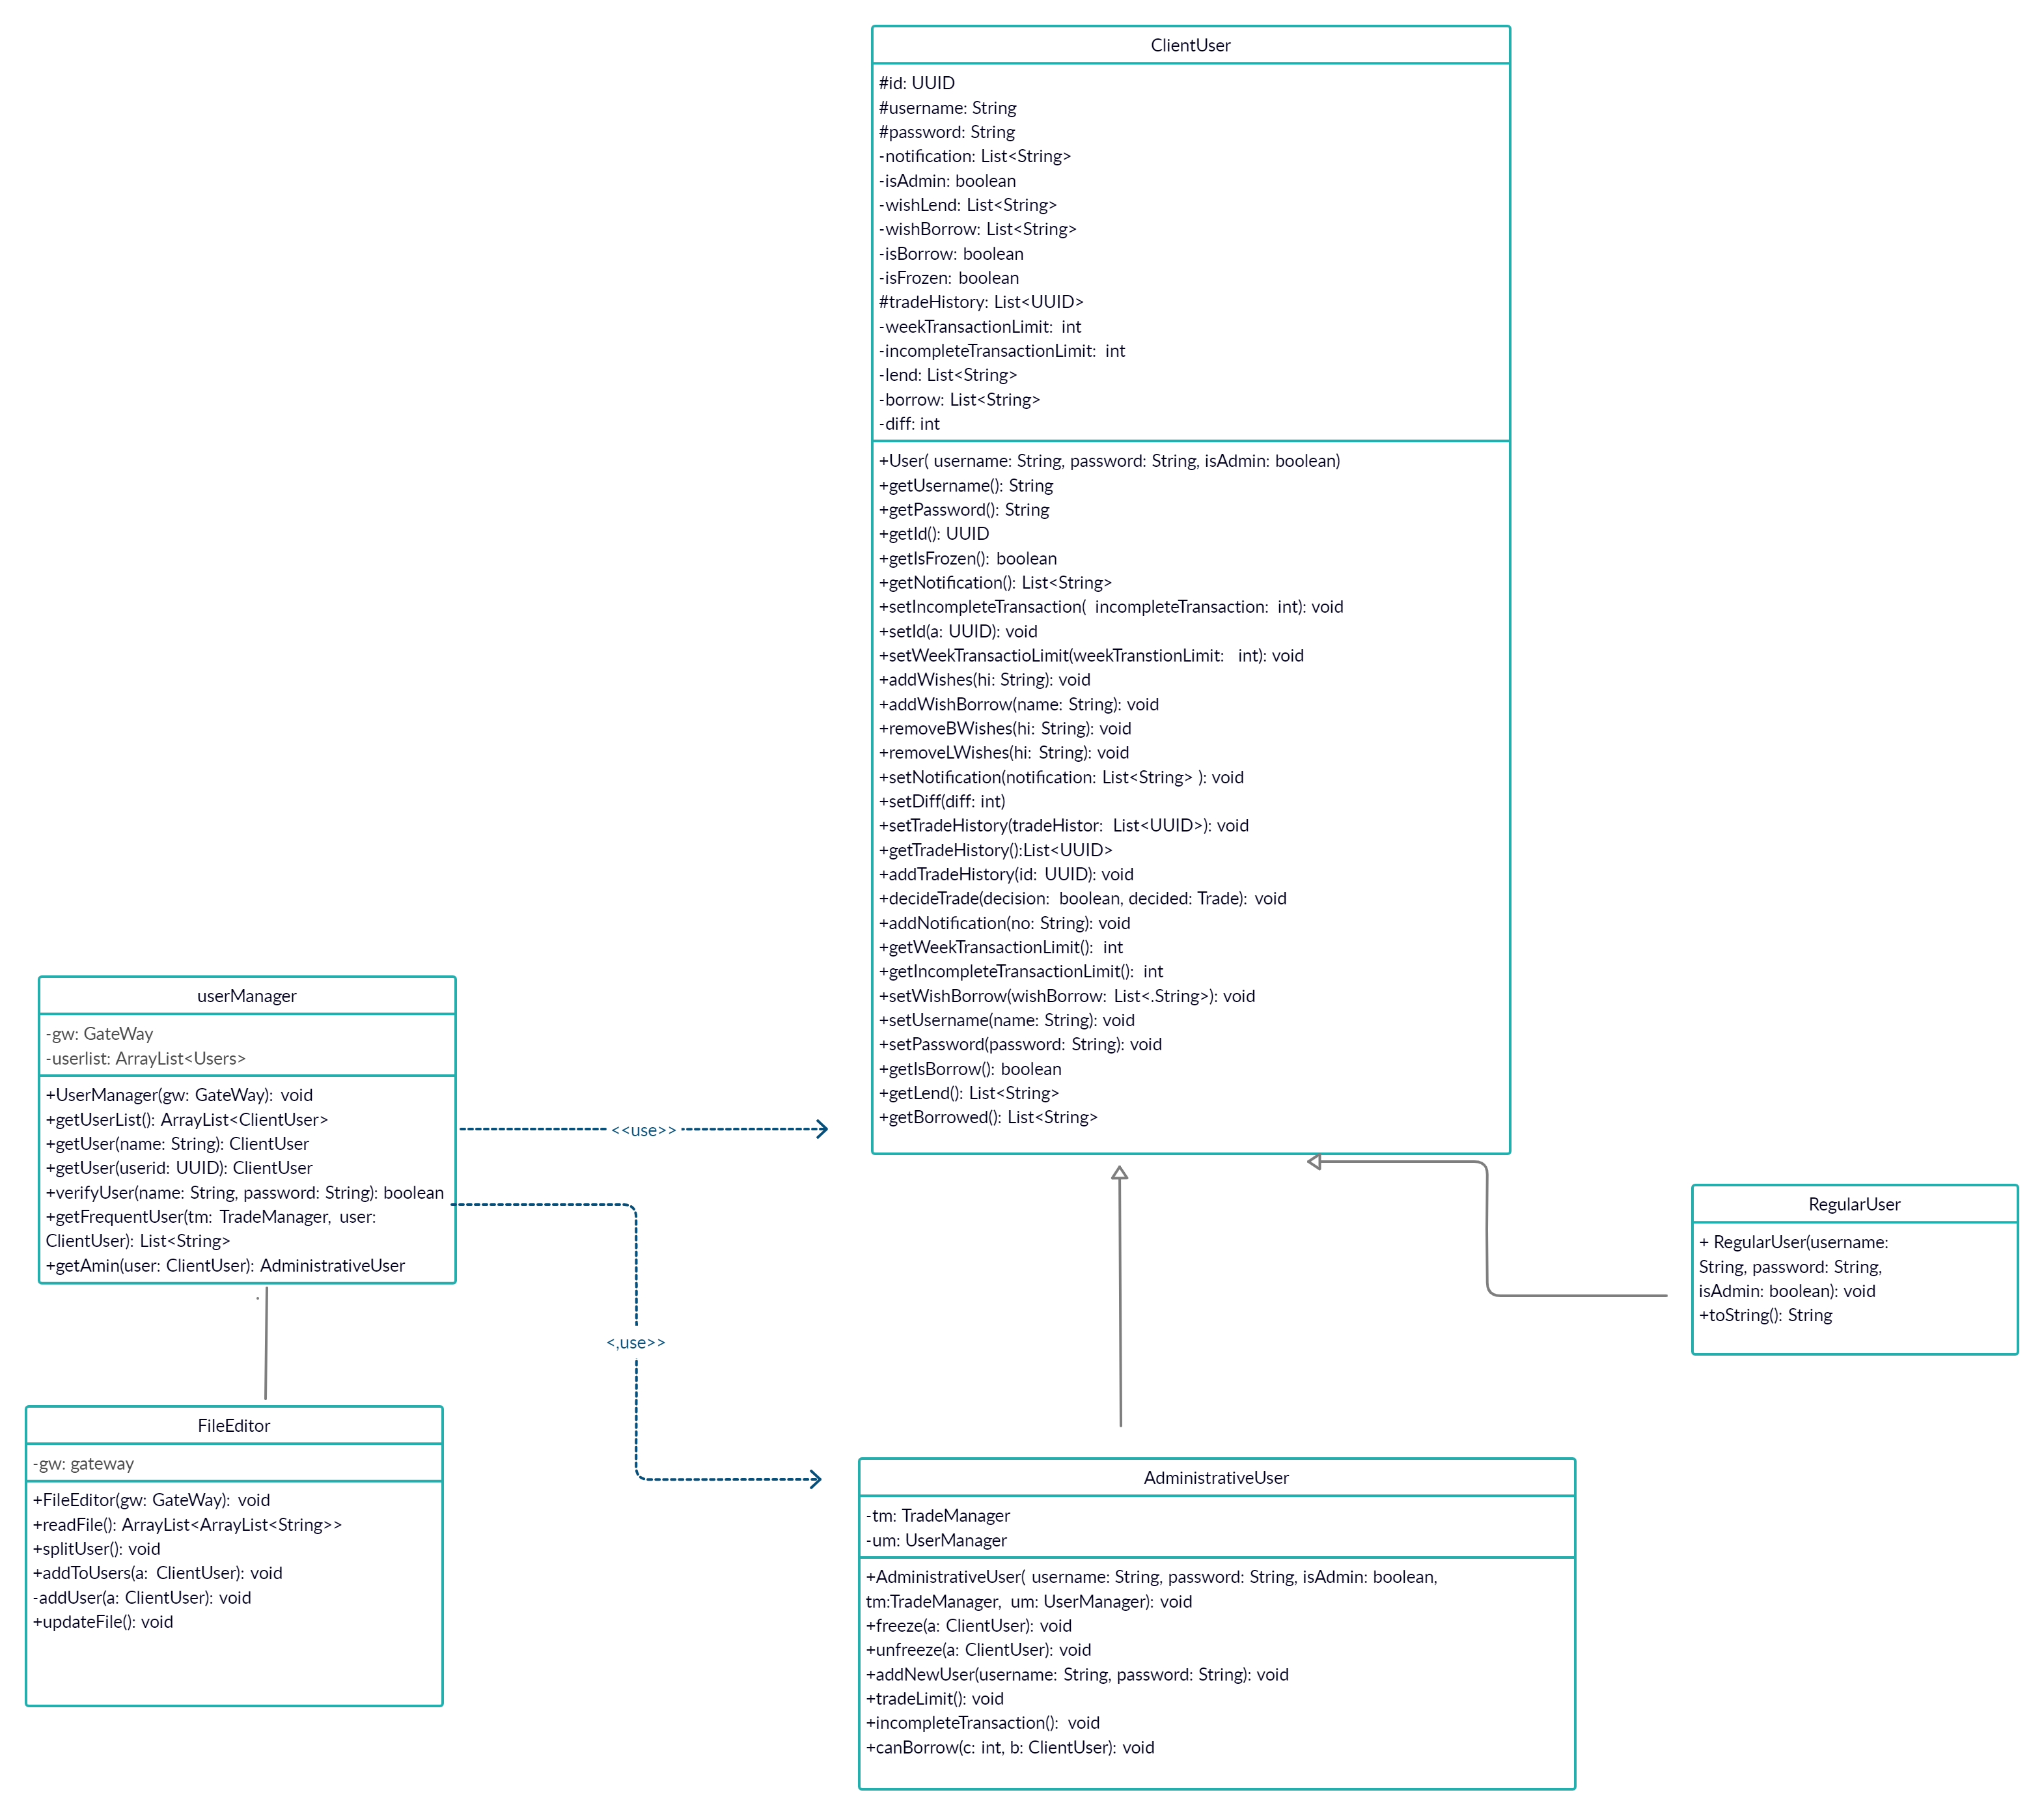 ClientUser
#id: UUID
#username: String
#password: String
-notification: List<String>
-isAdmin: boolean
-wishLend: List<String>
-wishBorrow: List<String>
-isBorrow: boolean
-isFrozen: boolean
#tradeHistory: List<UUID>
-weekTransactionLimit: int
-incompleteTransactionLimit: int
-lend: List<String>
-borrow: List<String>
-diff: int
+User( username: String, password: String, isAdmin: boolean)
+getUsername(): String
+getPassword(): String
+getId(): UUID
+getIsFrozen(): boolean
+getNotification(): List<String>
+setIncompleteTransaction( incompleteTransaction: int): void
+setId(a: UUID): void
+setWeekTransactioLimit(weekTranstionLimit: int): void
+addWishes(hi: String): void
+addWishBorrow(name: String): void
+removeBWishes(hi: String): void
+removeLWishes(hi: String): void
+setNotification(notification: List<String> ): void
+setDiff(diff: int)
+setTradeHistory(tradeHistor: List<UUID>): void
+getTradeHistory():List<UUID>
+addTradeHistory(id: UUID): void
+decideTrade(decision: boolean, decided: Trade): void
+addNotification(no: String): void
+getWeekTransactionLimit(): int
+getIncompleteTransactionLimit(): int
+setWishBorrow(wishBorrow: List<.String>): void
+setUsername(name: String): void
+setPassword(password: String): void
+getIsBorrow(): boolean
+getLend(): List<String>
+getBorrowed(): List<String>
userManager
-gw: GateWay
-userlist: ArrayList<Users>
+UserManager(gw: GateWay): void
+getUserList(): ArrayList<ClientUser>
+getUser(name: String): ClientUser
+getUser(userid: UUID): ClientUser
+verifyUser(name: String, password: String): boolean
+getFrequentUser(tm: TradeManager, user:
ClientUser): List<String>
+getAmin(user: ClientUser): AdministrativeUser
<<use>>
<,use>>
RegularUser
+ RegularUser(username:
String, password: String,
isAdmin: boolean): void
+toString(): String
FileEditor
-gw: gateway
+FileEditor(gw: GateWay): void
+readFile(): ArrayList<ArrayList<String>>
+splitUser(): void
+addToUsers(a: ClientUser): void
-addUser(a: ClientUser): void
+updateFile(): void
AdministrativeUser
-tm: TradeManager
-um: UserManager
+AdministrativeUser( username: String, password: String, isAdmin: boolean,
tm:TradeManager, um: UserManager): void
+freeze(a: ClientUser): void
+unfreeze(a: ClientUser): void
+addNewUser(username: String, password: String): void
+tradeLimit(): void
+incompleteTransaction(): void
+canBorrow(c: int, b: ClientUser): void